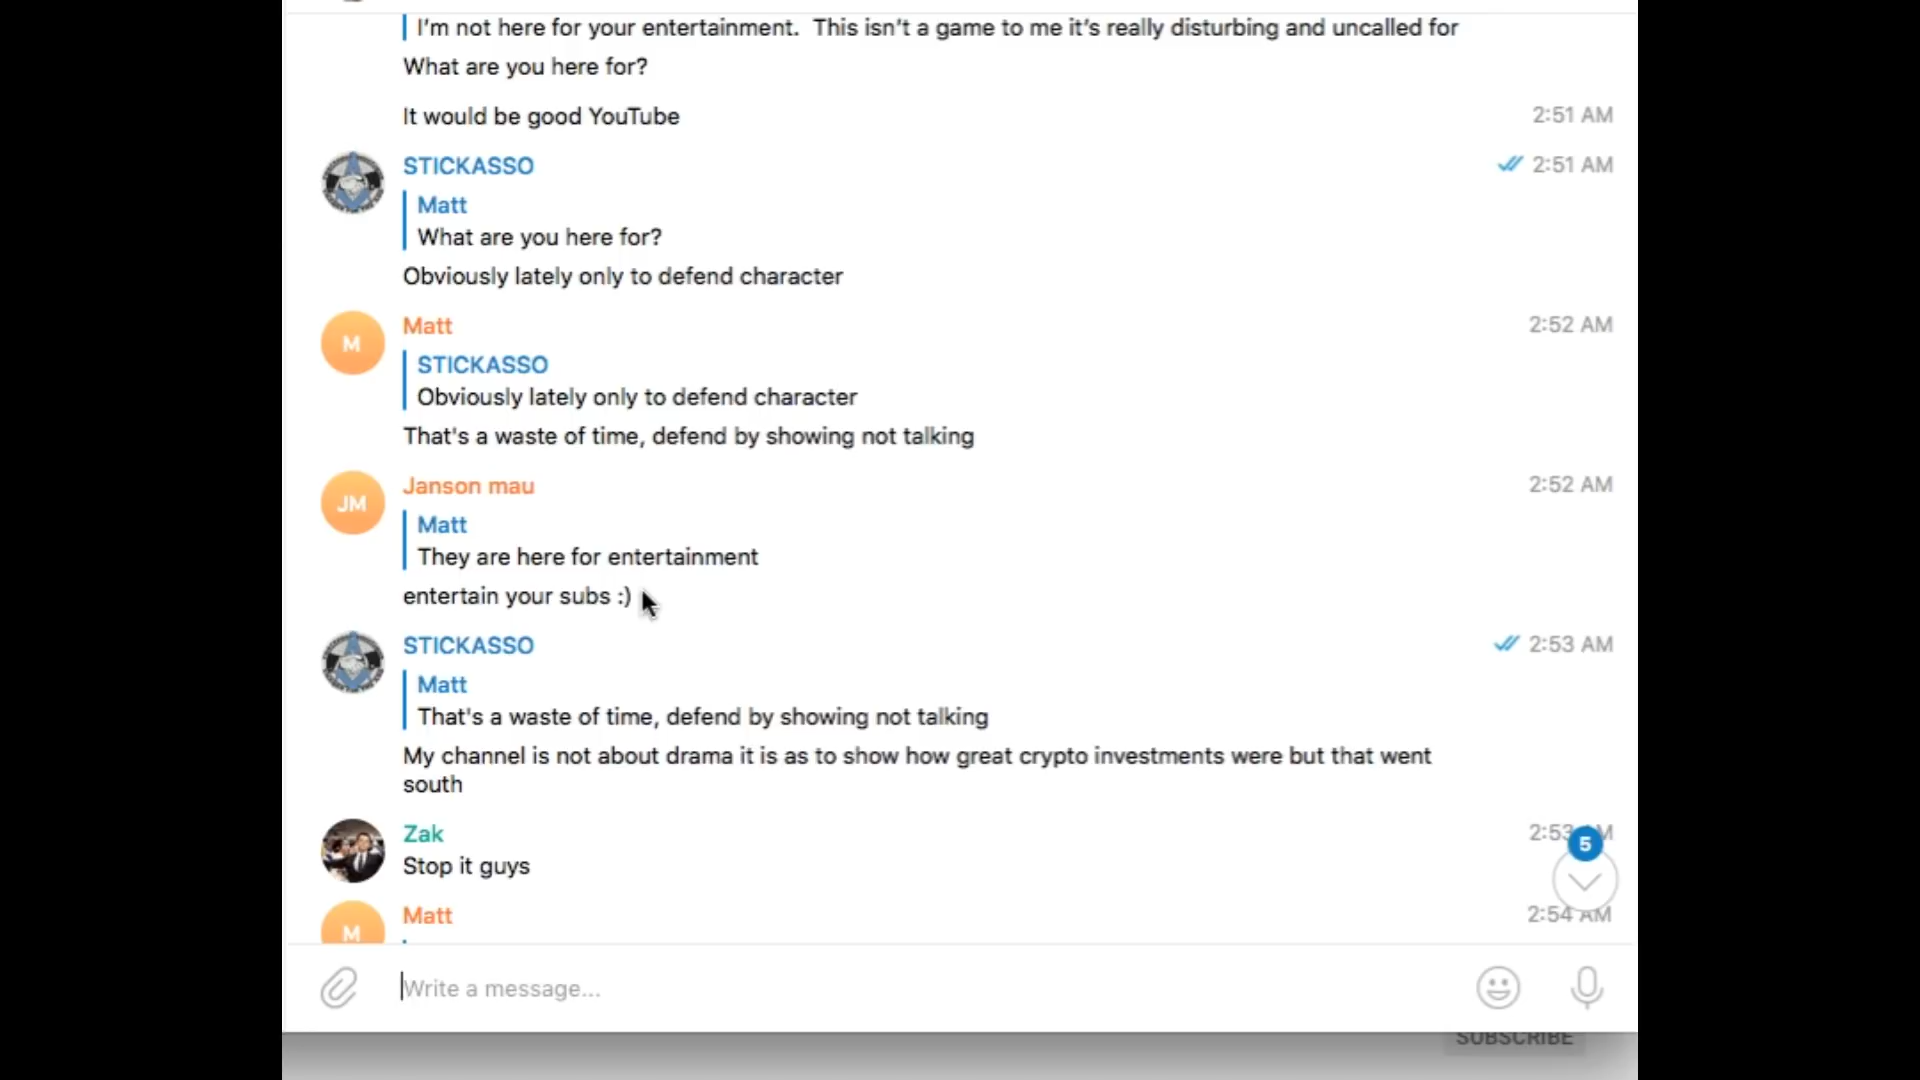 I'm not here for your entertainment.  This isn't a game to me it's really disturbing and uncalled for
What are you here for?
It would be good YouTube
2:51 AM
STICKASSO
2:51 AM
Matt
What are you here for?
Obviously lately only to defend character
M
Matt
2:52 AM
STICKASSO
Obviously lately only to defend character
That's a waste of time, defend by showing not talking
JM
Janson mau
2:52 AM
Matt
They are here for entertainment
entertain your subs :)
STICKASSO
2:53 AM
Matt
That's a waste of time, defend by showing not talking
My channel is not about drama it is as to show how great crypto investments were but that went
south
Zak
2:53 AM
Stop it guys
5
M
Matt
2:54 AM
Write a message...
SUBSCRIBE